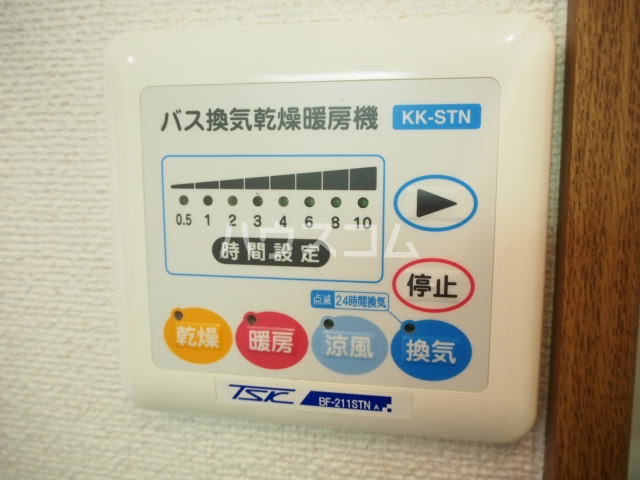 バス換気乾燥暖房機 KK-STN
0.5 1 2 3 4 6 8 10
時間設定
停止
点滅 24時間換気
乾燥 暖房 涼風 換気
TSK BF-211STN A
ハウスコム